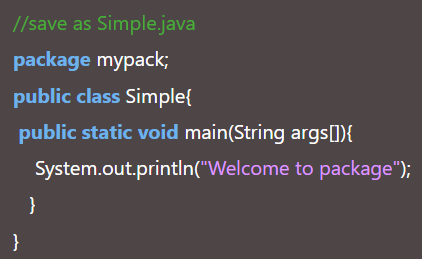 //save as Simple.java
package mypack;
public class Simple{
public static void main(String args[]){
System.out.println("Welcome to package");
}
}